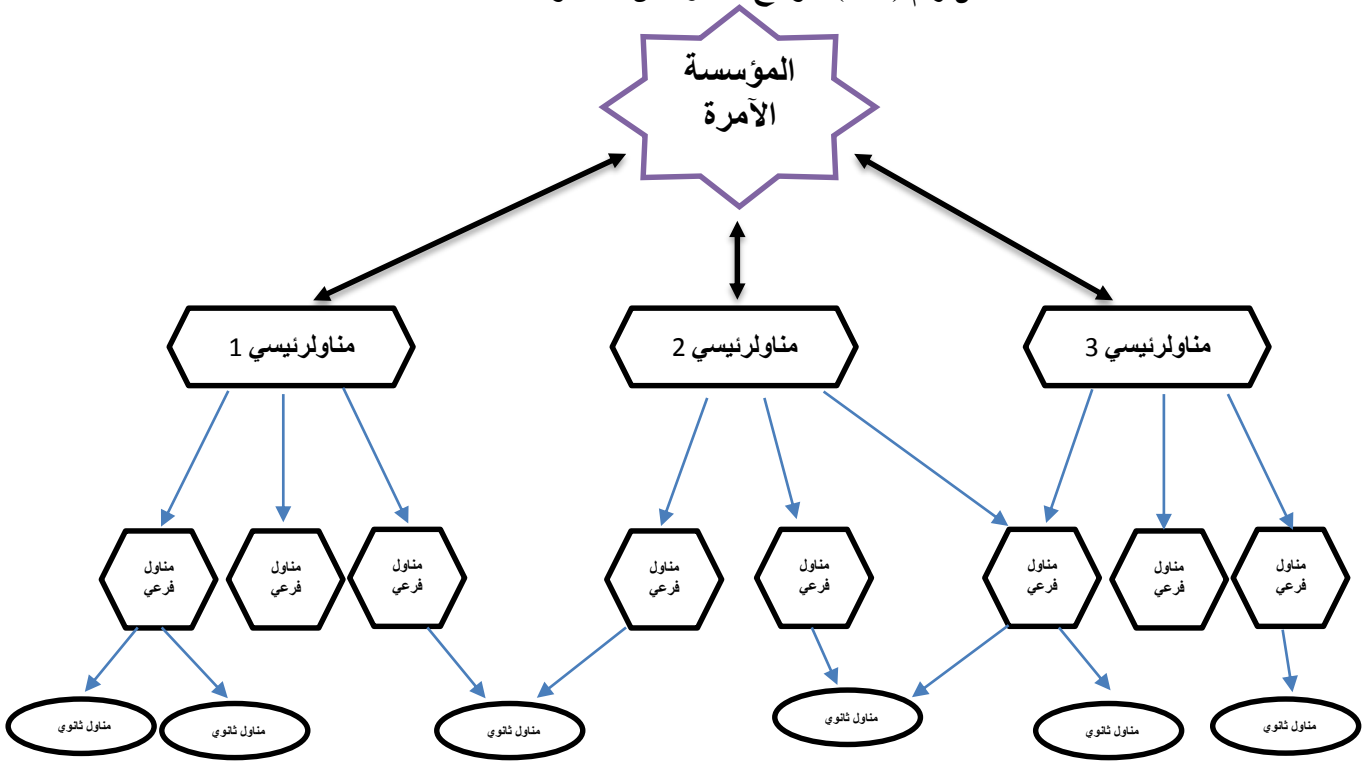 المؤسسة
الآمرة
مناولرئيسي 1
مناولرئيسي 2
مناولرئيسي 3
مناول
فرعي
مناول
فرعي
مناول
فرعي
مناول
فرعي
مناول
فرعي
مناول
فرعي
مناول
فرعي
مناول
فرعي
مناول ثانوي
مناول ثانوي
مناول ثانوي
مناول ثانوي
مناول ثانوي
مناول ثانوي